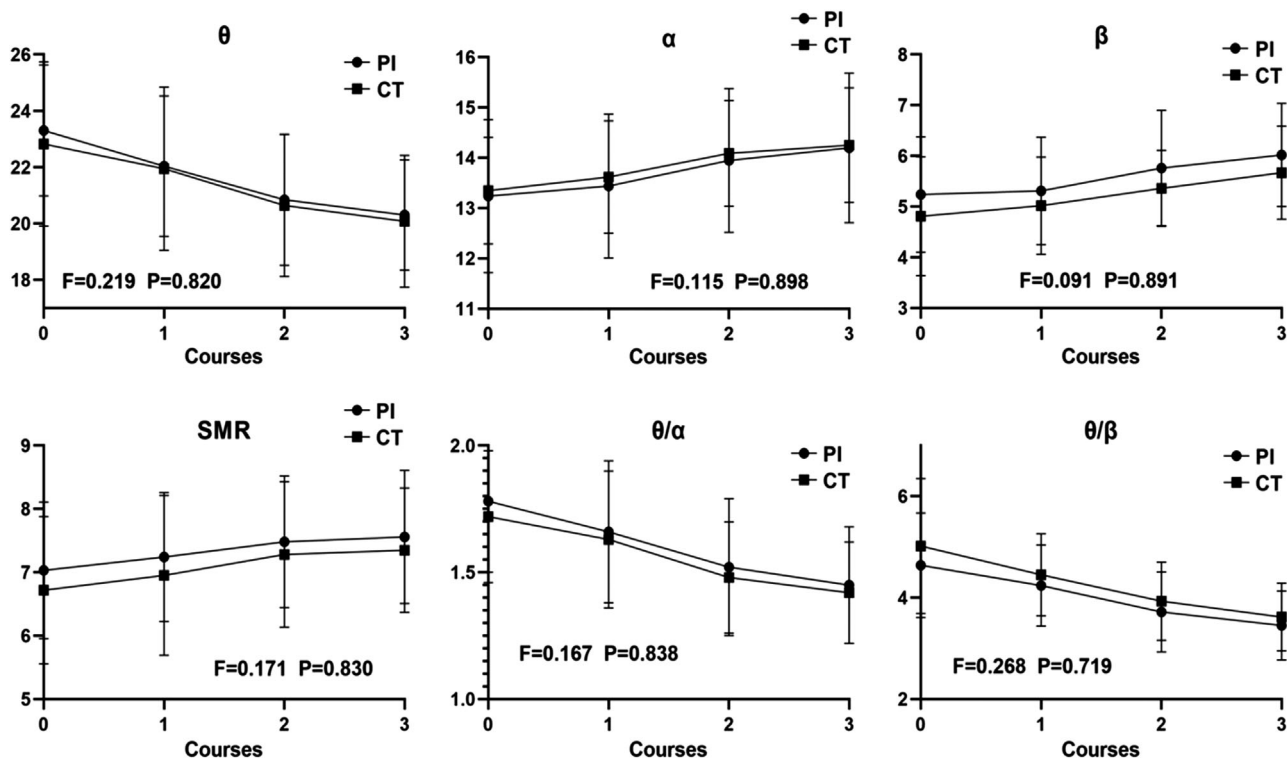 θ
PI
CT
26
24
22
20
18
F=0.219 P=0.820
0 1 2 3
Courses
α
PI
CT
16
15
14
13
12
11
F=0.115 P=0.898
0 1 2 3
Courses
β
PI
CT
8
7
6
5
4
3
F=0.091 P=0.891
0 1 2 3
Courses
SMR
PI
CT
9
8
7
6
5
F=0.171 P=0.830
0 1 2 3
Courses
θ/α
PI
CT
2.0
1.5
1.0
F=0.167 P=0.838
0 1 2 3
Courses
θ/β
PI
CT
6
4
2
F=0.268 P=0.719
0 1 2 3
Courses